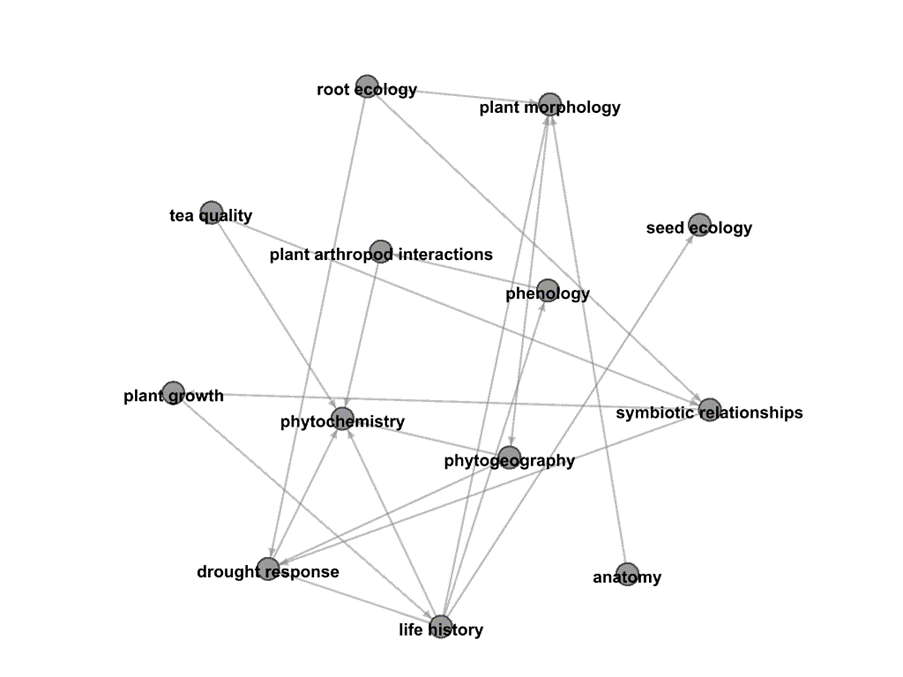 root ecology
plant morphology
tea quality
seed ecology
plant arthropod interactions
phenology
plant growth
symbiotic relationships
phytochemistry
phytogeography
drought response
anatomy
life history